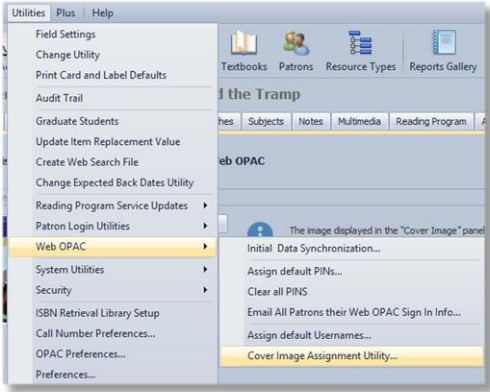 Utilities Plus Help
Field Settings
Change Utility
Print Card and Label Defaults
Audit Trail
Graduate Students
Update Item Replacement Value
Create Web Search File
Change Expected Back Dates Utility
Reading Program Service Updates
Patron Login Utilities
Web OPAC
System Utilities
Security
ISBN Retrieval Library Setup
Call Number Preferences...
OPAC Preferences...
Preferences...
Textbooks Patrons Resource Types Reports Gallery
d the Tramp
hes Subjects Notes Multimedia Reading Program
eb OPAC
The image displayed in the "Cover Image" panel
Initial Data Synchronization...
Assign default PINs...
Clear all PINS
Email All Patrons their Web OPAC Sign In Info...
Assign default Usernames...
Cover Image Assignment Utility...